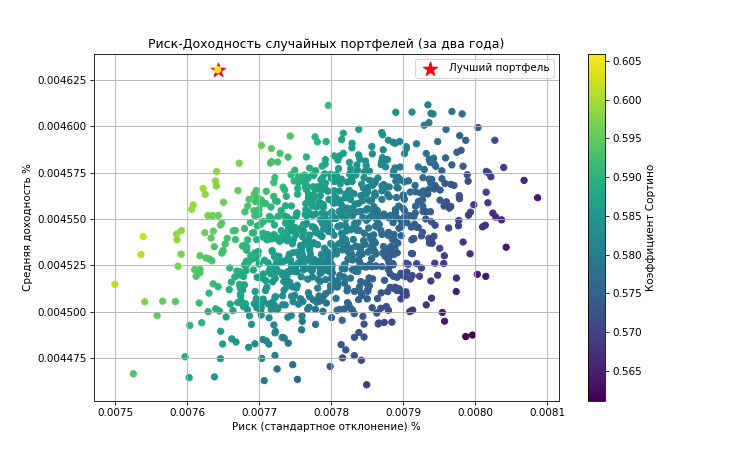 Риск-Доходность случайных портфелей (за два года)
Лучший портфель
Средняя доходность %
0.004625
0.004600
0.004575
0.004550
0.004525
0.004500
0.004475
0.0075 0.0076 0.0077 0.0078 0.0079 0.0080 0.0081
Риск (стандартное отклонение) %
0.605
0.600
0.595
0.590
0.585
0.580
0.575
0.570
0.565
Коэффициент Сортино